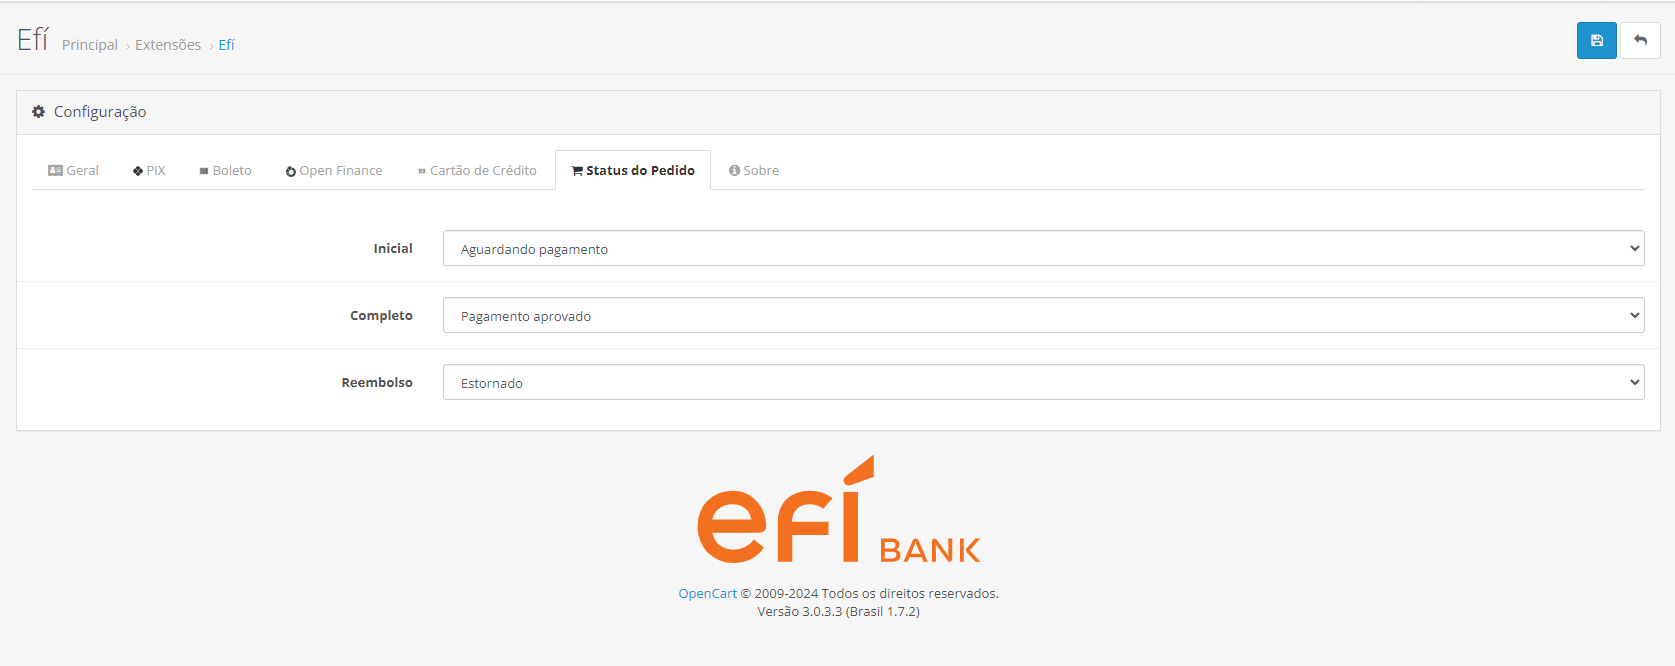 Efí Principal › Extensões › Efí
Configuração
Geral PIX Boleto Open Finance Cartão de Crédito Status do Pedido Sobre
Inicial Aguardando pagamento
Completo Pagamento aprovado
Reembolso Estornado
efí BANK
OpenCart © 2009-2024 Todos os direitos reservados.
Versão 3.0.3.3 (Brasil 1.7.2)